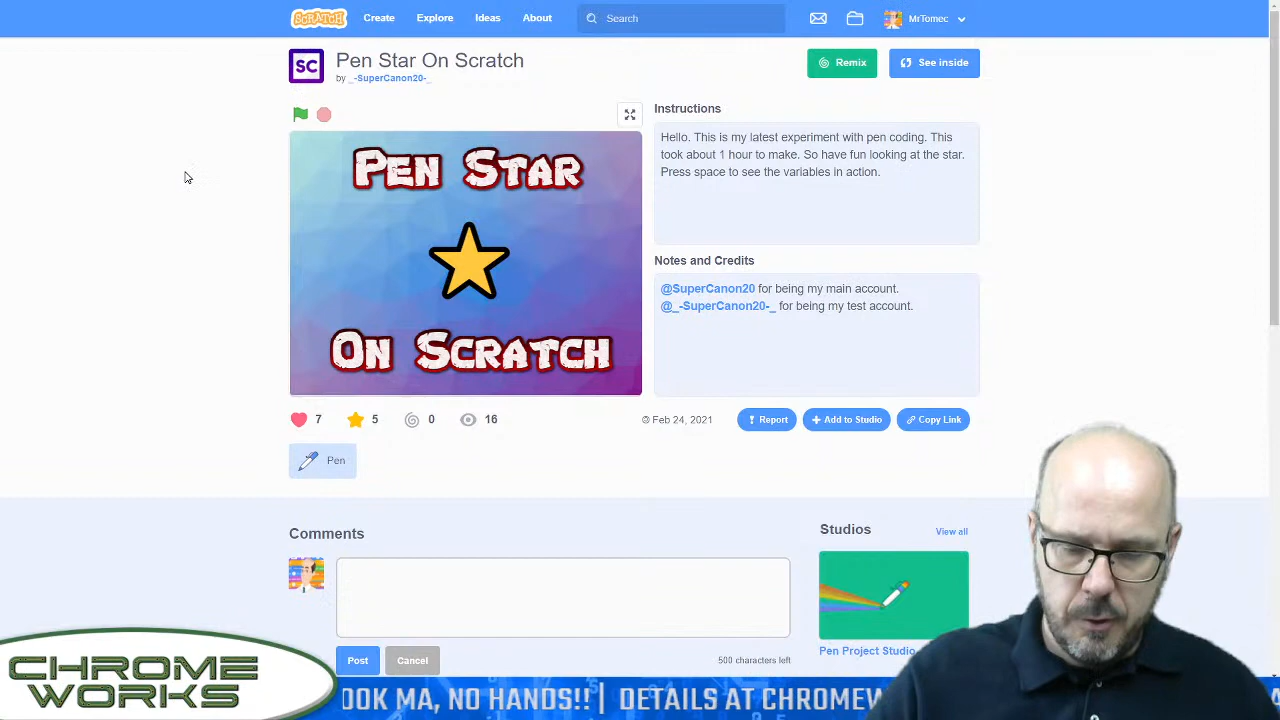 SCRATCH Create Explore Ideas About Search MrTomec
SC Pen Star On Scratch Remix See inside
by _-SuperCanon20-_
Instructions
Hello. This is my latest experiment with pen coding. This
took about 1 hour to make. So have fun looking at the star.
Press space to see the variables in action.
Pen Star
On Scratch
Notes and Credits
@SuperCanon20 for being my main account.
@_-SuperCanon20-_ for being my test account.
7 5 0 16 © Feb 24, 2021 Report Add to Studio Copy Link
Pen
Comments
Studios View all
Pen Project Studio
Post Cancel 500 characters left
CHROME
WORKS
OOK MA, NO HANDS!! | DETAILS AT CHROMEW